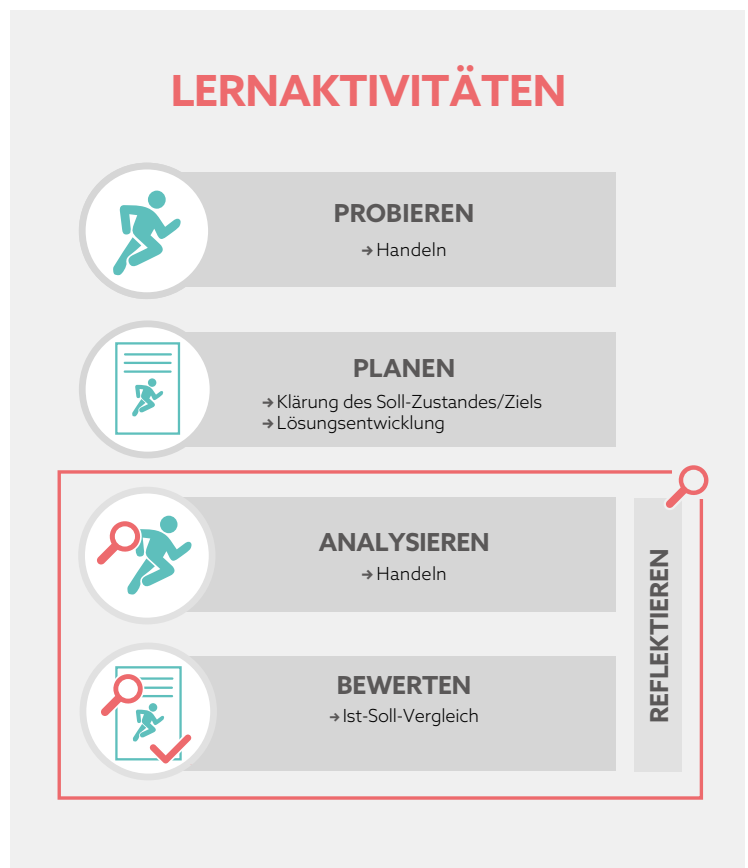 LERNAKTIVITÄTEN
PROBIEREN
→ Handeln
PLANEN
→ Klärung des Soll-Zustandes/Ziels
→ Lösungsentwicklung
ANALYSIEREN
→ Handeln
BEWERTEN
→ Ist-Soll-Vergleich
REFLEKTIEREN